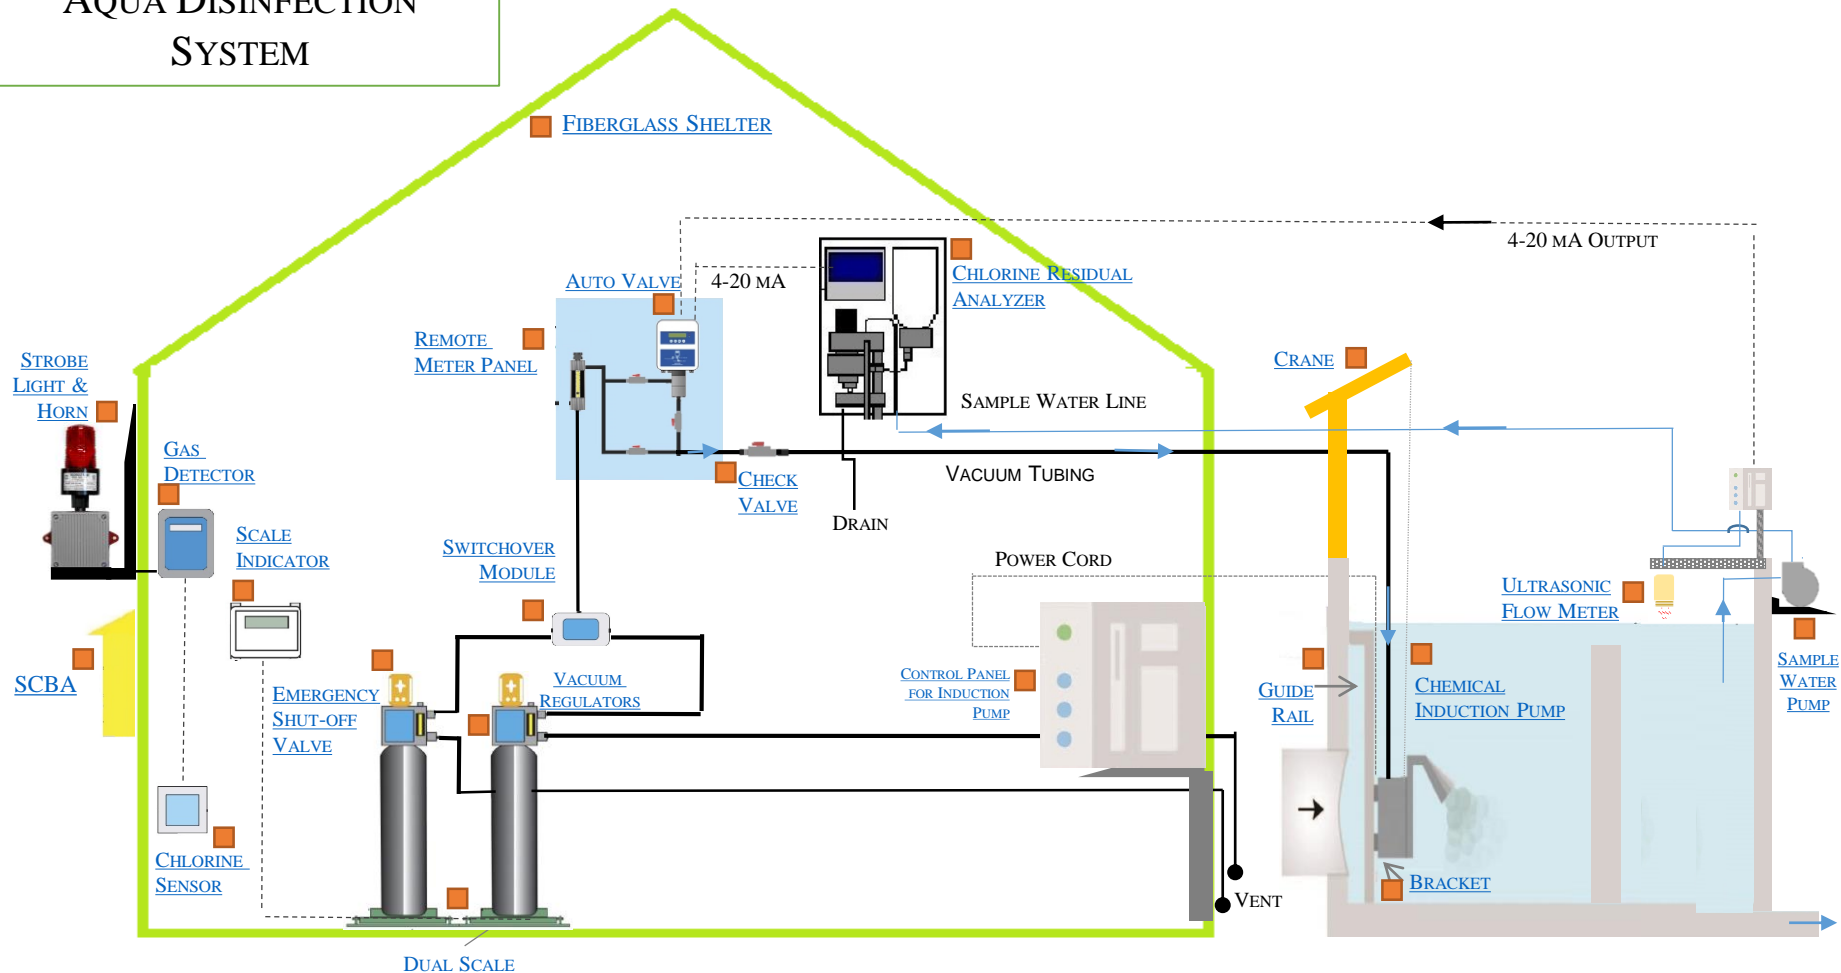 AQUA DISINFECTION
SYSTEM
FIBERGLASS SHELTER
4-20 MA OUTPUT
CHLORINE RESIDUAL
ANALYZER
AUTO VALVE
4-20 MA
REMOTE
METER PANEL
STROBE
LIGHT &
HORN
CRANE
SAMPLE WATER LINE
GAS
DETECTOR
CHECK
VALVE
VACUUM TUBING
DRAIN
SCALE
INDICATOR
SWITCHOVER
MODULE
POWER CORD
ULTRASONIC
FLOW METER
SCBA
EMERGENCY
SHUT-OFF
VALVE
VACUUM
REGULATORS
CONTROL PANEL
FOR INDUCTION
PUMP
GUIDE
RAIL
CHEMICAL
INDUCTION PUMP
SAMPLE
WATER
PUMP
CHLORINE
SENSOR
BRACKET
VENT
DUAL SCALE